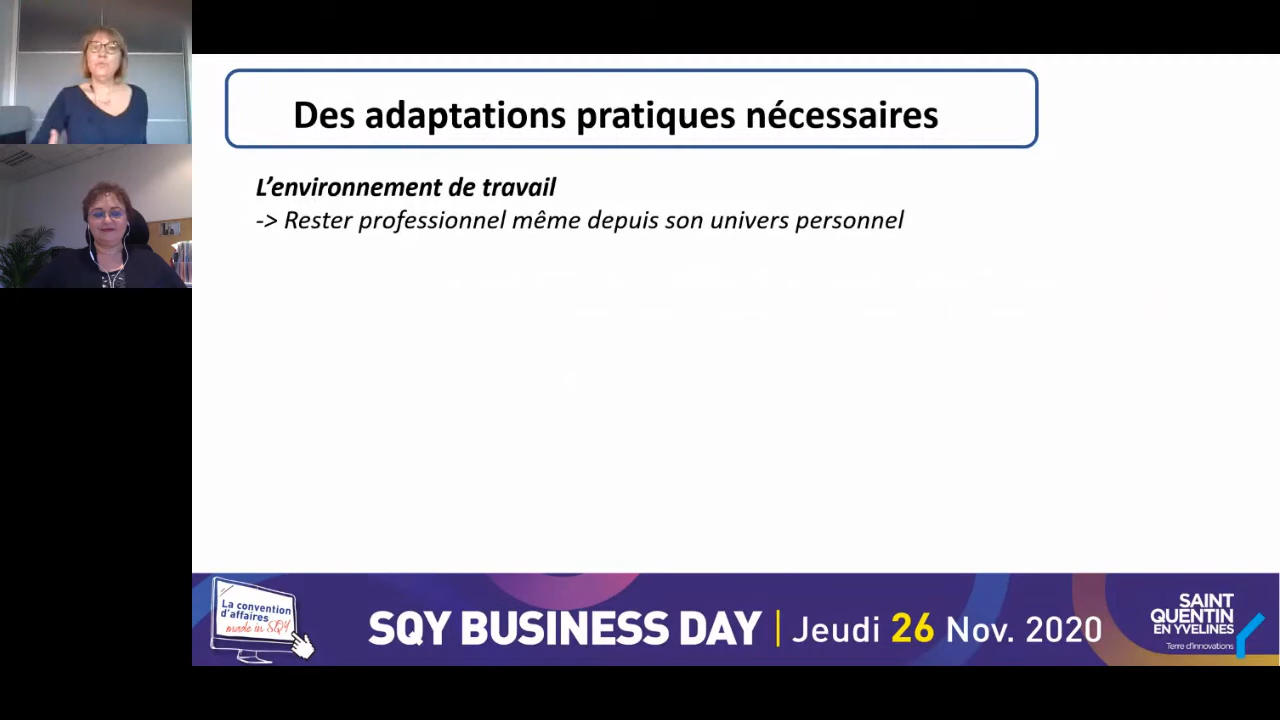 Des adaptations pratiques nécessaires
L'environnement de travail
-> Rester professionnel même depuis son univers personnel
La convention
d'affaires
made in SQY
SQY BUSINESS DAY | Jeudi 26 Nov. 2020
SAINT
QUENTIN
EN YVELINES
Terre d'innovations